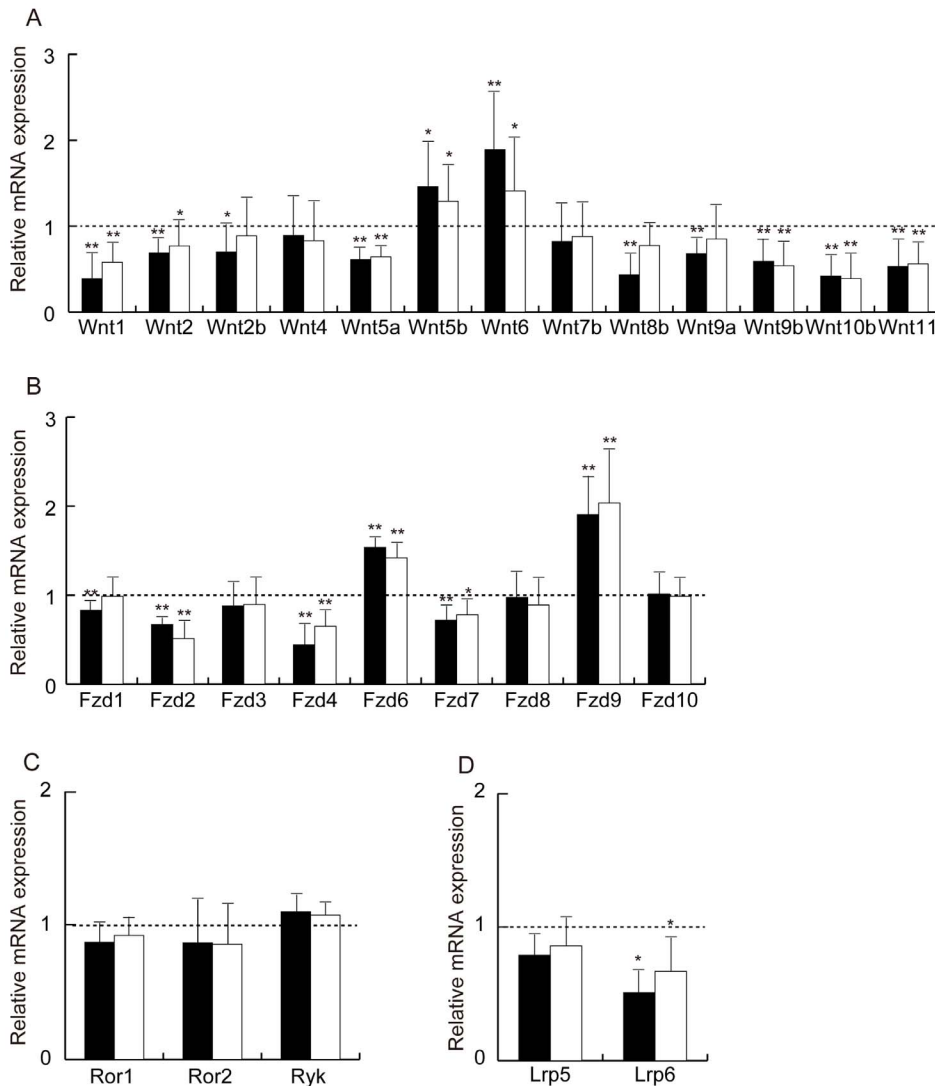 A
Relative mRNA expression
3
2
1
0
** ** ** * * ** ** * * ** * ** ** ** ** ** ** ** **
Wnt1 Wnt2 Wnt2b Wnt4 Wnt5a Wnt5b Wnt6 Wnt7b Wnt8b Wnt9a Wnt9b Wnt10b Wnt11
B
Relative mRNA expression
3
2
1
0
** ** ** ** ** ** ** ** * ** **
Fzd1 Fzd2 Fzd3 Fzd4 Fzd6 Fzd7 Fzd8 Fzd9 Fzd10
C
Relative mRNA expression
2
1
0
Ror1 Ror2 Ryk
D
Relative mRNA expression
2
1
0
* *
Lrp5 Lrp6